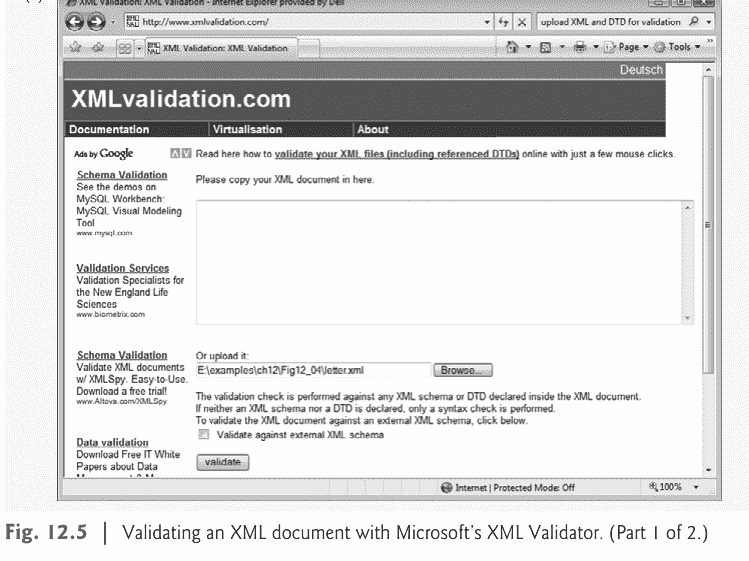 XML Validation: XML Validation - Internet Explorer provided by Dell
http://www.xmlvalidation.com/
upload XML and DTD for validation
XML Validation: XML Validation
Page
Tools
Deutsch
XMLvalidation.com
Documentation
Virtualisation
About
Ads by Google
Read here how to validate your XML files (including referenced DTDs) online with just a few mouse clicks.
Schema Validation
See the demos on
MySQL Workbench:
MySQL Visual Modeling
Tool
www.mysql.com
Validation Services
Validation Specialists for
the New England Life
Sciences
www.biometrix.com
Schema Validation
Validate XML documents
w/ XMLSpy. Easy-to-Use.
Download a free trial!
www.Altova.com/XMLSpy
Data validation
Download Free IT White
Papers about Data
Please copy your XML document in here:
Or upload it:
E:\examples\ch12\Fig12_04\letter.xml
Browse...
The validation check is performed against any XML schema or DTD declared inside the XML document.
If neither an XML schema nor a DTD is declared, only a syntax check is performed.
To validate the XML document against an external XML schema, click below.
Validate against external XML schema
validate
Internet | Protected Mode: Off
100%
Fig. 12.5 | Validating an XML document with Microsoft's XML Validator. (Part 1 of 2.)